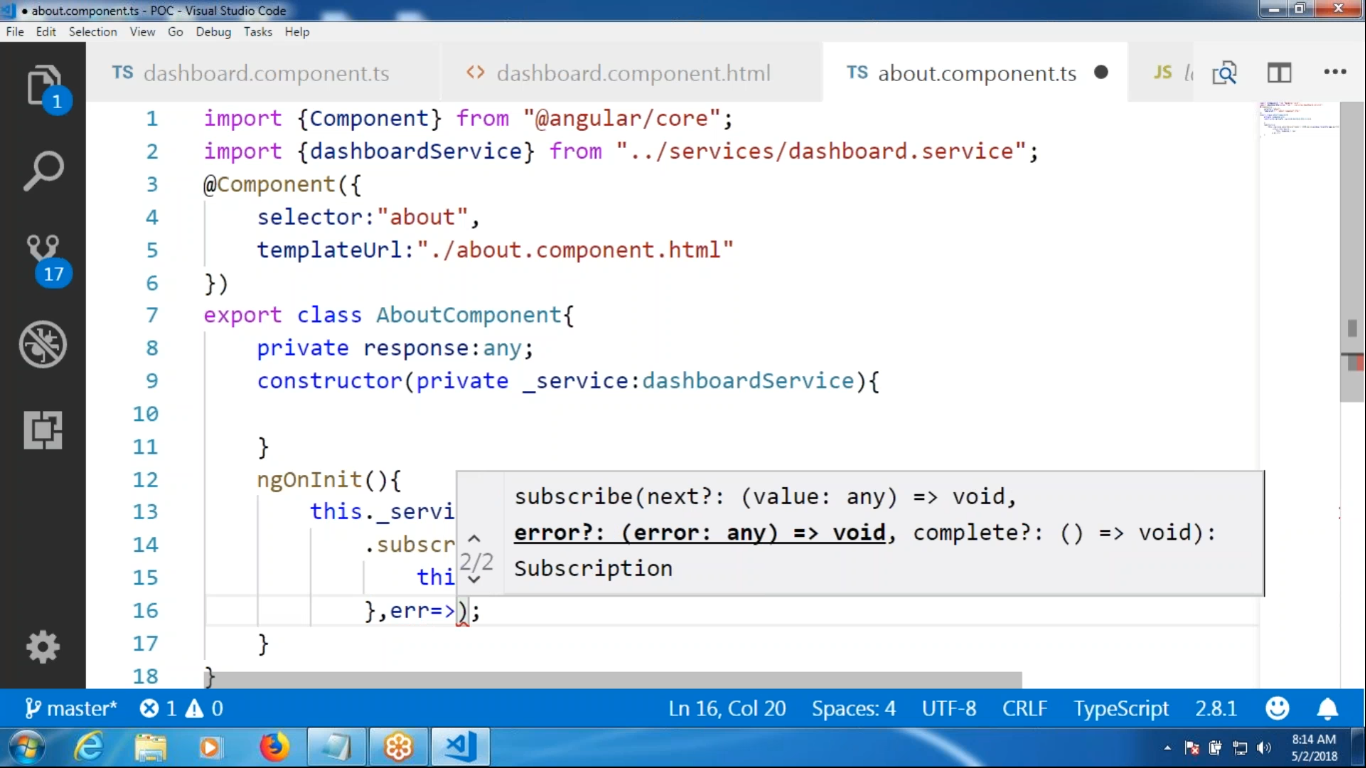 about.component.ts - POC - Visual Studio Code
File Edit Selection View Go Debug Tasks Help
TS dashboard.component.ts <> dashboard.component.html TS about.component.ts JS
1 import {Component} from "@angular/core";
2 import {dashboardService} from "../services/dashboard.service";
3 @Component({
4 selector:"about",
5 templateUrl:"./about.component.html"
6 })
7 export class AboutComponent{
8 private response:any;
9 constructor(private _service:dashboardService){
10
11 }
12 ngOnInit(){
13 this._servi
14 .subscr
15 thi
16 },err=>);
17 }
18 }
subscribe(next?: (value: any) => void,
error?: (error: any) => void, complete?: () => void):
2/2
Subscription
1
17
master* 1 0 Ln 16, Col 20 Spaces: 4 UTF-8 CRLF TypeScript 2.8.1
8:14 AM
5/2/2018